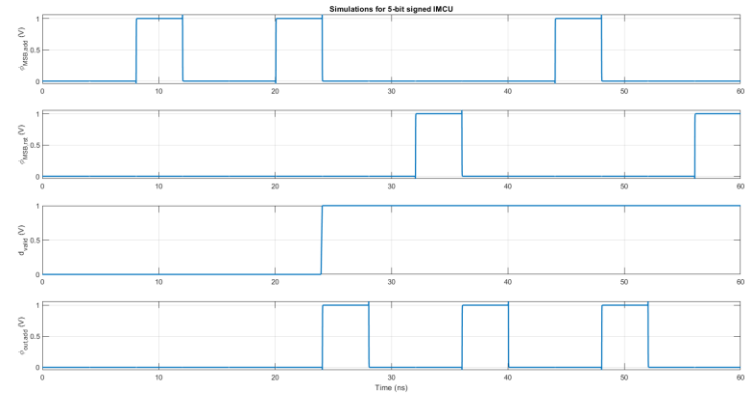 Simulations for 5-bit signed IMCU
ϕMSB,add (V)
1
0.5
0
0 10 20 30 40 50 60
ϕMSB,rst (V)
1
0.5
0
0 10 20 30 40 50 60
dvalid (V)
1
0.5
0
0 10 20 30 40 50 60
ϕout,add (V)
1
0.5
0
0 10 20 30 40 50 60
Time (ns)